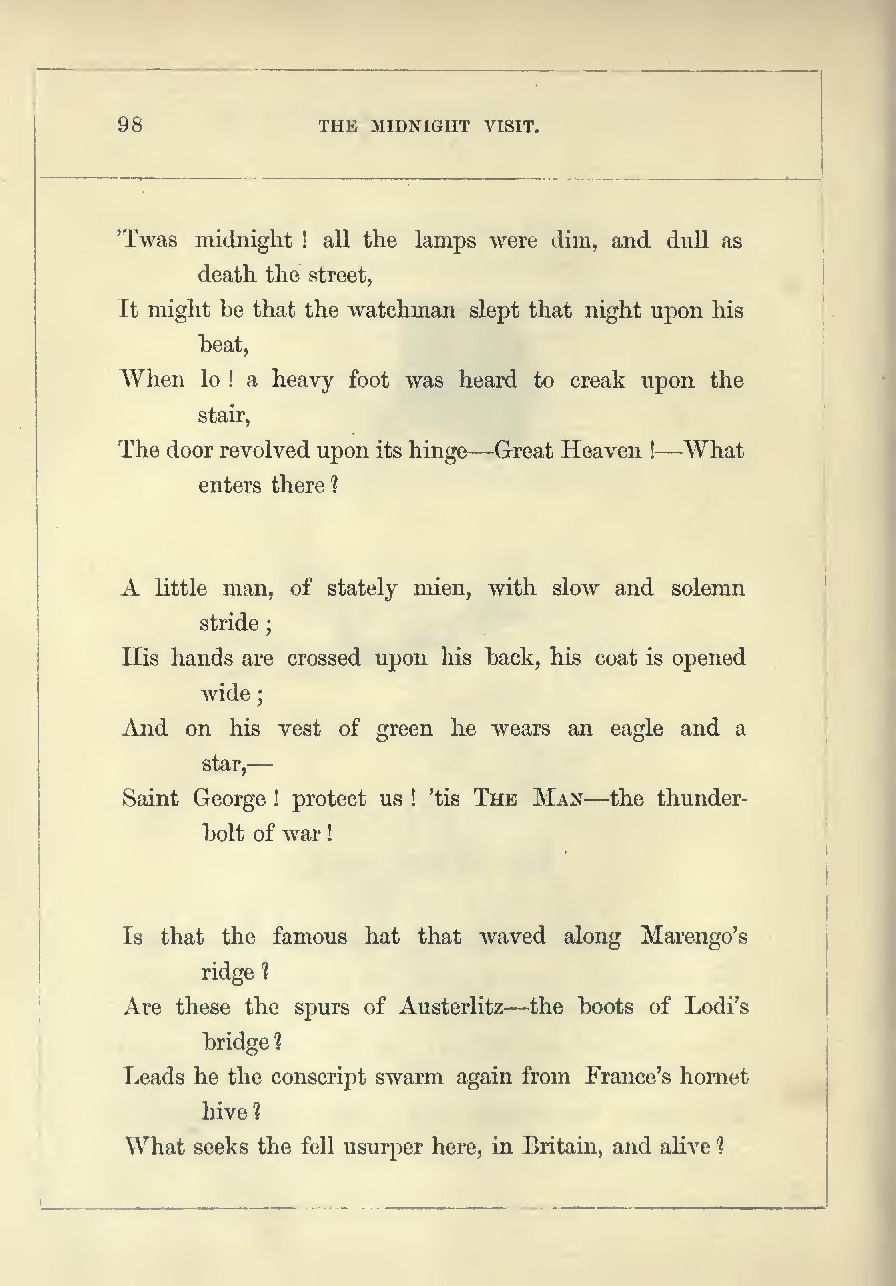 98 THE MIDNIGHT VISIT.
’Twas midnight ! all the lamps were dim, and dull as
death the street,
It might be that the watchman slept that night upon his
beat,
When lo ! a heavy foot was heard to creak upon the
stair,
The door revolved upon its hinge—Great Heaven !—What
enters there ?
A little man, of stately mien, with slow and solemn
stride ;
His hands are crossed upon his back, his coat is opened
wide ;
And on his vest of green he wears an eagle and a
star,—
Saint George ! protect us ! ’tis THE MAN—the thunder-
bolt of war !
Is that the famous hat that waved along Marengo’s
ridge ?
Are these the spurs of Austerlitz—the boots of Lodi’s
bridge ?
Leads he the conscript swarm again from France’s hornet
hive ?
What seeks the fell usurper here, in Britain, and alive ?